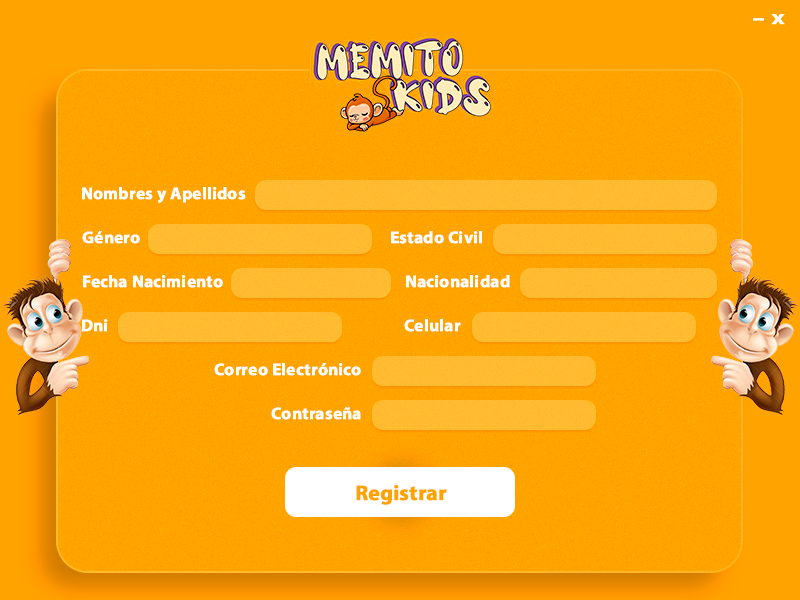 MEMITO
KIDS
Nombres y Apellidos
Género
Estado Civil
Fecha Nacimiento
Nacionalidad
Dni
Celular
Correo Electrónico
Contraseña
Registrar